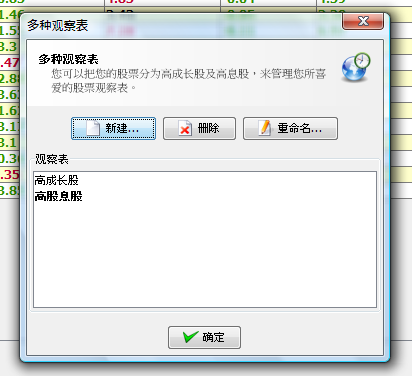 多种观察表
多种观察表
您可以把您的股票分为高成长股及高息股，来管理您所喜
爱的股票观察表。
新建... 删除 重命名...
观察表
高成长股
高股息股
确定